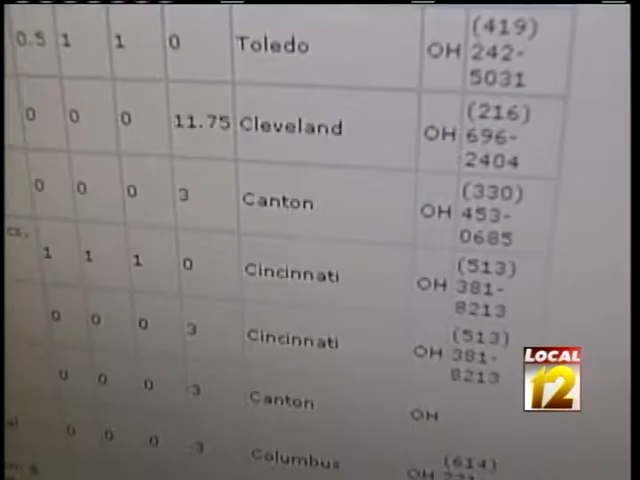 (419)
0.5 1 1 0 Toledo OH 242-
5031
(216)
0 0 0 11.75 Cleveland OH 696-
2404
(330)
0 0 0 3 Canton OH 453-
0685
cs,
(513)
1 1 1 0 Cincinnati OH 381-
8213
(513)
0 0 0 3 Cincinnati OH 381-
8213
0 0 0 3 Canton OH
al
(614)
0 0 0 3 Columbus OH
LOCAL
12